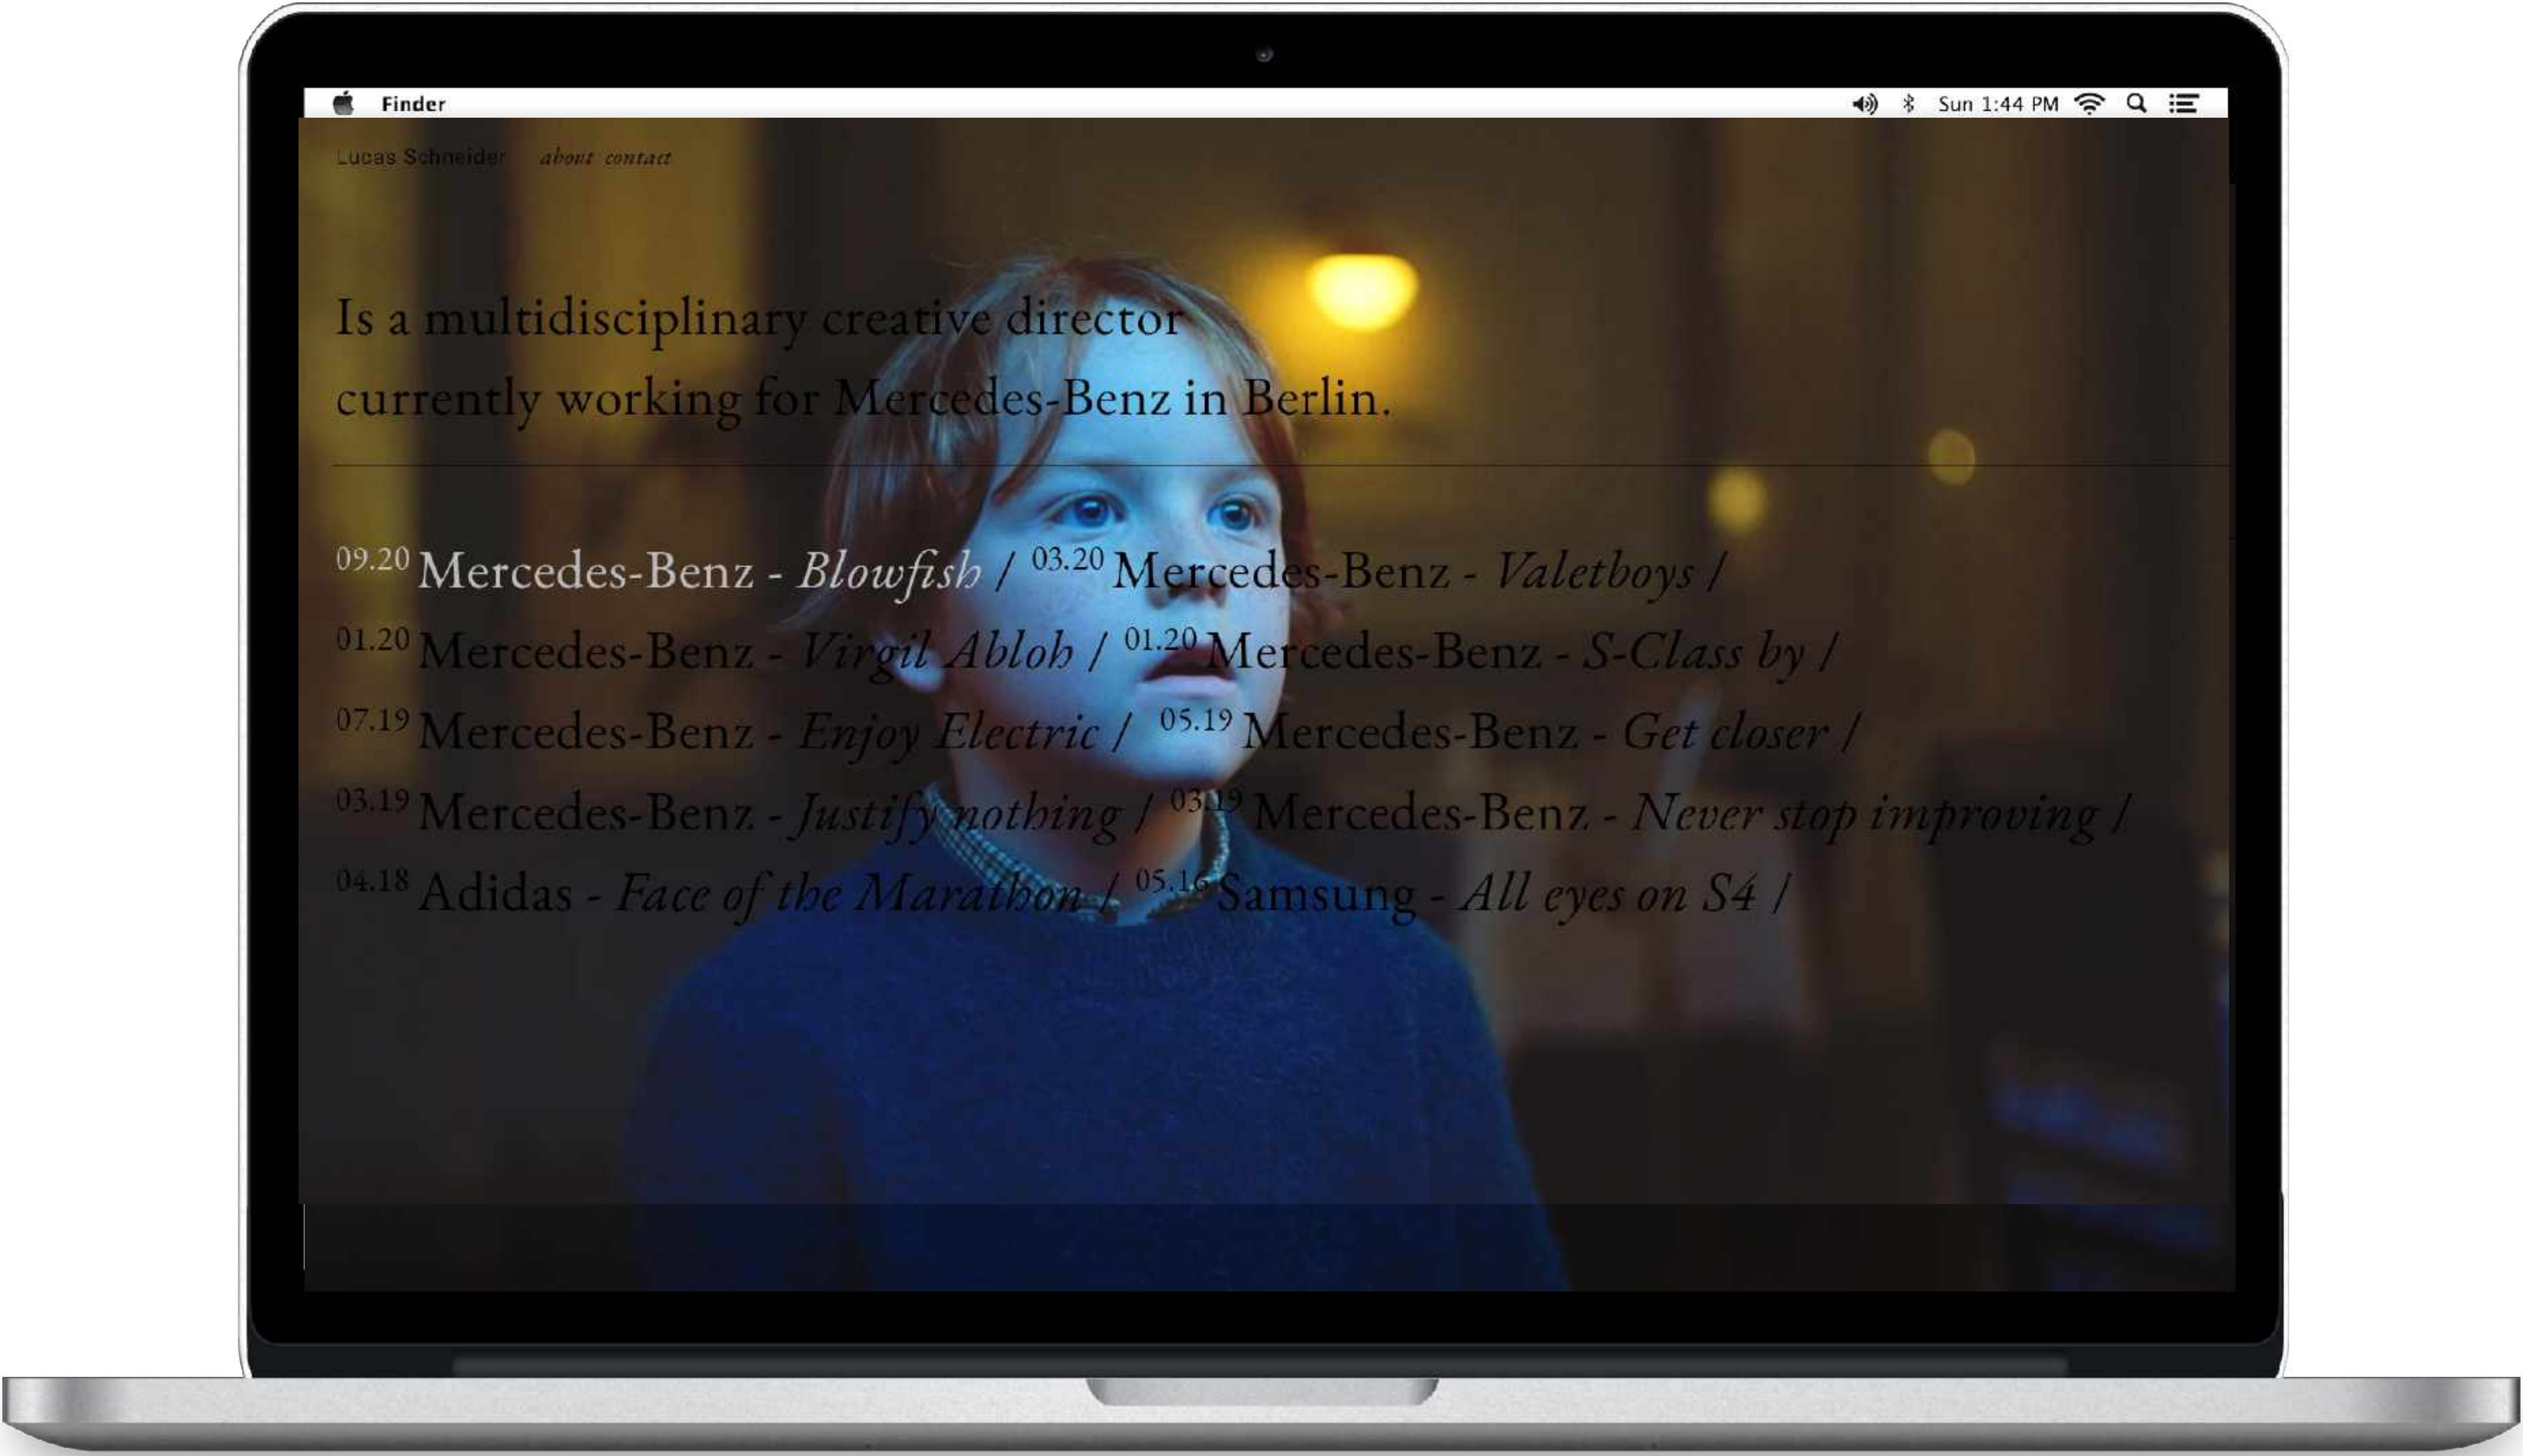 Finder Sun 1:44 PM
Lucas Schneider about contact
Is a multidisciplinary creative director
currently working for Mercedes-Benz in Berlin.
09.20 Mercedes-Benz - Blowfish / 03.20 Mercedes-Benz - Valetboys /
01.20 Mercedes-Benz - Virgil Abloh / 01.20 Mercedes-Benz - S-Class by /
07.19 Mercedes-Benz - Enjoy Electric / 05.19 Mercedes-Benz - Get closer /
03.19 Mercedes-Benz - Justify nothing / 03.19 Mercedes-Benz - Never stop improving /
04.18 Adidas - Face of the Marathon / 05.16 Samsung - All eyes on S4 /